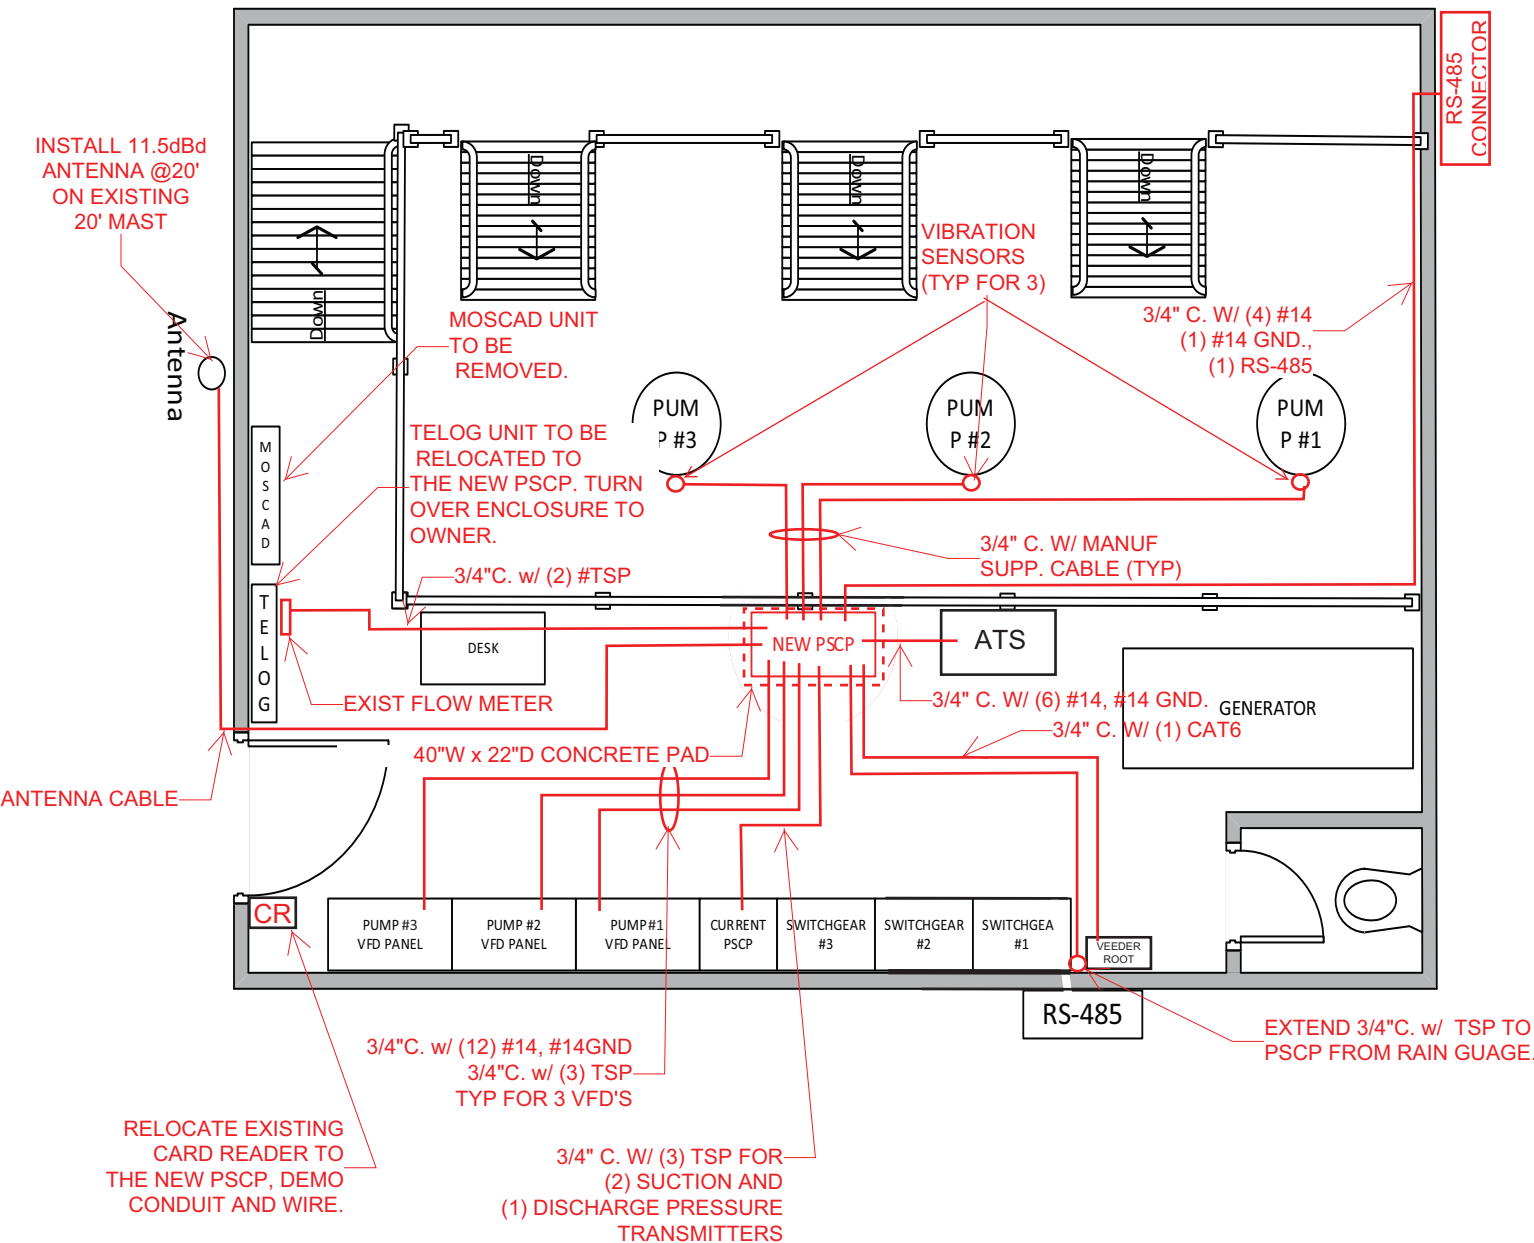 RS-485
CONNECTOR
INSTALL 11.5dBd
ANTENNA @20'
ON EXISTING
20' MAST
Antenna
Down
Down
Down
Down
VIBRATION
SENSORS
(TYP FOR 3)
MOSCAD UNIT
TO BE
REMOVED.
3/4" C. W/ (4) #14
(1) #14 GND.,
(1) RS-485
PUM
P #3
PUM
P #2
PUM
P #1
MOSCAD
TELOG UNIT TO BE
RELOCATED TO
THE NEW PSCP. TURN
OVER ENCLOSURE TO
OWNER.
3/4" C. W/ MANUF
SUPP. CABLE (TYP)
3/4"C. w/ (2) #TSP
TELOG
DESK
NEW PSCP
ATS
EXIST FLOW METER
3/4" C. W/ (6) #14, #14 GND.
GENERATOR
3/4" C. W/ (1) CAT6
40"W x 22"D CONCRETE PAD
ANTENNA CABLE
CR
PUMP #3
VFD PANEL
PUMP #2
VFD PANEL
PUMP #1
VFD PANEL
CURRENT
PSCP
SWITCHGEAR
#3
SWITCHGEAR
#2
SWITCHGEA
#1
VEEDER
ROOT
RS-485
EXTEND 3/4"C. w/ TSP TO
PSCP FROM RAIN GUAGE.
3/4"C. w/ (12) #14, #14GND
3/4"C. w/ (3) TSP
TYP FOR 3 VFD'S
RELOCATE EXISTING
CARD READER TO
THE NEW PSCP, DEMO
CONDUIT AND WIRE.
3/4" C. W/ (3) TSP FOR
(2) SUCTION AND
(1) DISCHARGE PRESSURE
TRANSMITTERS